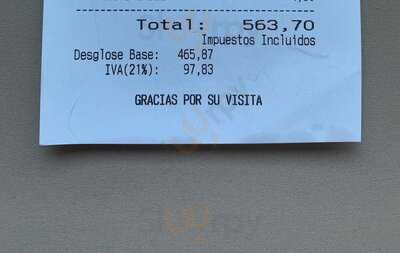 Total: 563,70
Impuestos Incluidos
Desglose Base: 465,87
IVA(21%): 97,83
GRACIAS POR SU VISITA